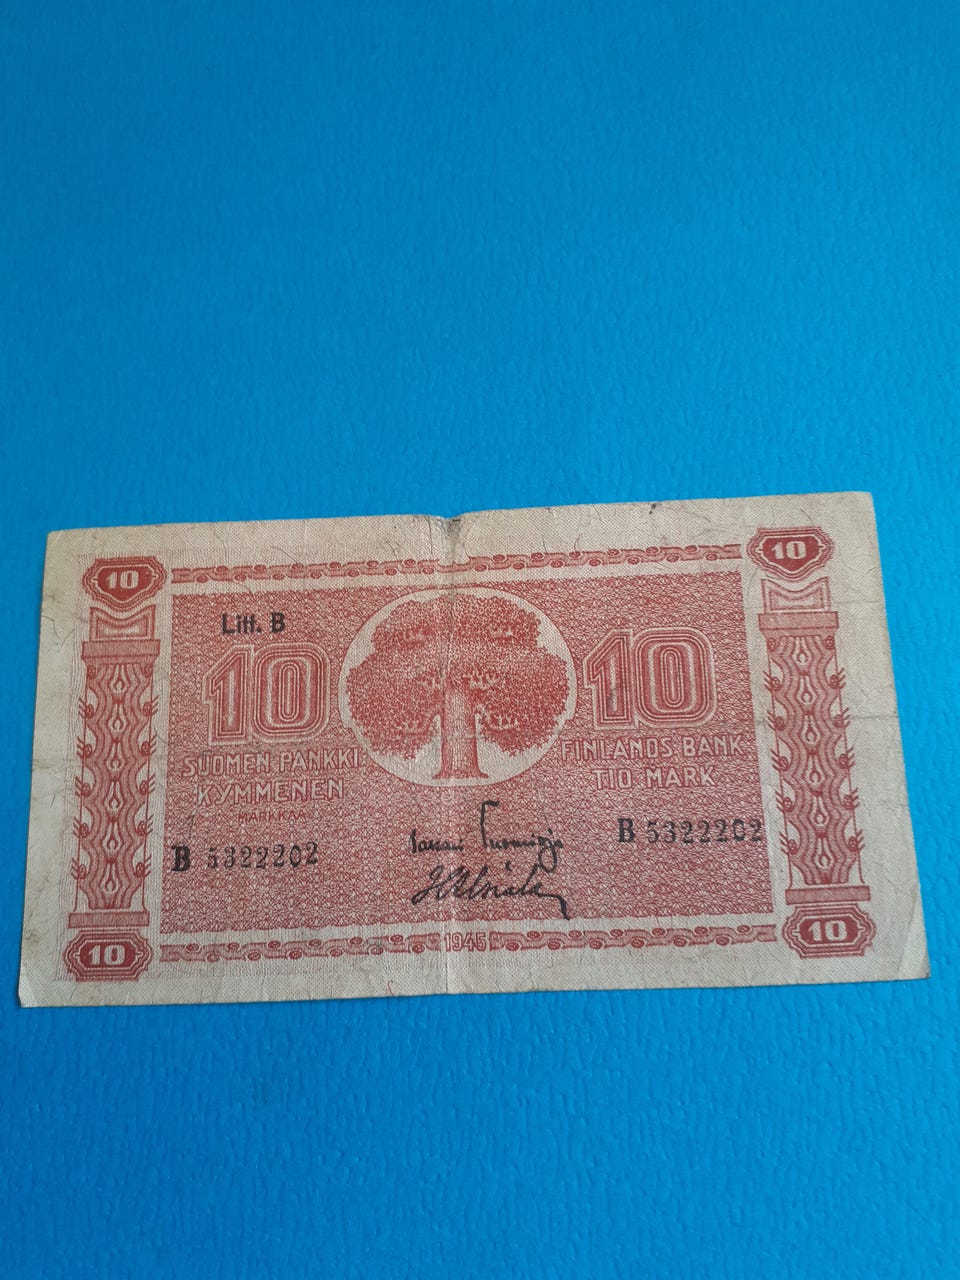 10 10
Litt. B
10 10
SUOMEN PANKKI FINLANDS BANK
KYMMENEN TIO MARK
MARKKAA
B 5322202 B 5322202
1945
10 10